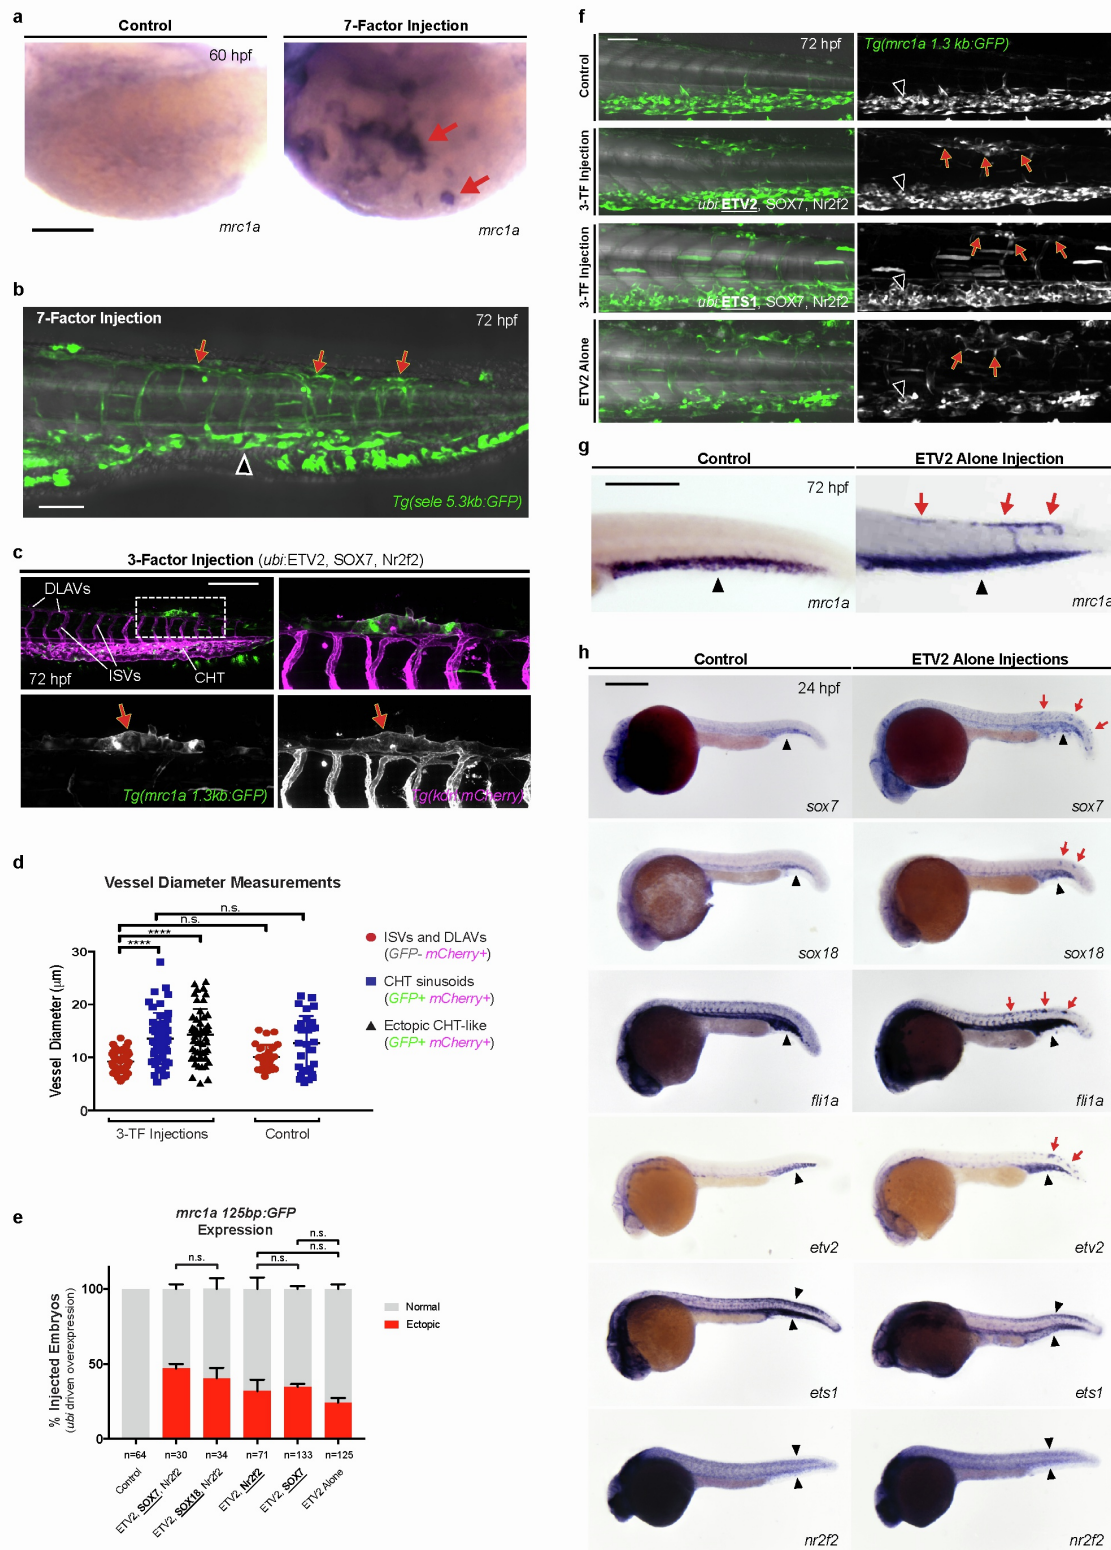 a
Control
7-Factor Injection
60 hpf
mrc1a
mrc1a
b
7-Factor Injection
72 hpf
Tg(sele 5.3kb:GFP)
c
3-Factor Injection (ubi:ETV2, SOX7, Nr2f2)
DLAVs
ISVs
CHT
72 hpf
Tg(mrc1a 1.3kb:GFP)
Tg(kdrl:mCherry)
d
Vessel Diameter Measurements
n.s.
n.s.
****
****
30
20
10
0
Vessel Diameter (µm)
3-TF Injections
Control
ISVs and DLAVs
(GFP- mCherry+)
CHT sinusoids
(GFP+ mCherry+)
Ectopic CHT-like
(GFP+ mCherry+)
e
mrc1a 125bp:GFP
Expression
n.s.
n.s.
n.s.
n.s.
100
50
0
% Injected Embryos
(ubi driven overexpression)
Normal
Ectopic
n=64
n=30
n=34
n=71
n=133
n=125
Control
ETV2, SOX7, Nr2f2
ETV2, SOX18, Nr2f2
ETV2, Nr2f2
ETV2, SOX7
ETV2 Alone
f
72 hpf
Tg(mrc1a 1.3 kb:GFP)
Control
3-TF Injection
ubi:ETV2, SOX7, Nr2f2
3-TF Injection
ubi:ETS1, SOX7, Nr2f2
ETV2 Alone
g
Control
ETV2 Alone Injection
72 hpf
mrc1a
mrc1a
h
Control
ETV2 Alone Injections
24 hpf
sox7
sox7
sox18
sox18
fli1a
fli1a
etv2
etv2
ets1
ets1
nr2f2
nr2f2